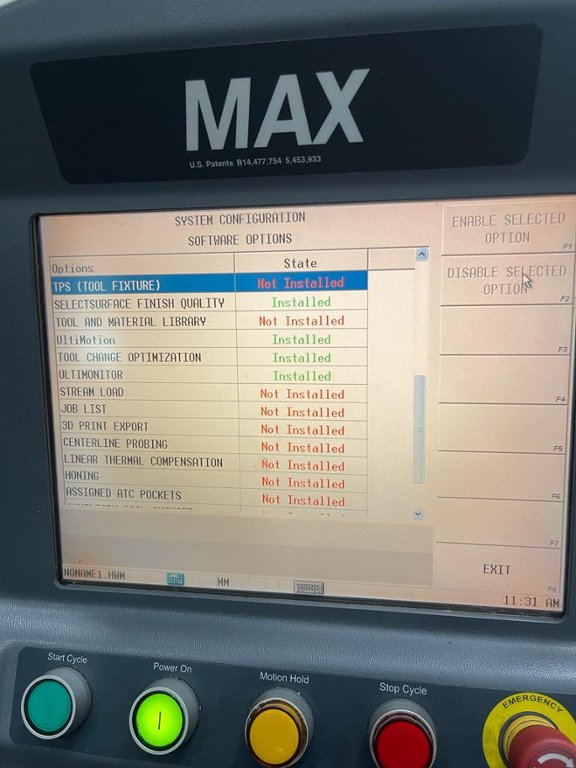 MAX
U.S. Patents B14,477,754 5,453,933
SYSTEM CONFIGURATION
SOFTWARE OPTIONS
Options State
TPS (TOOL FIXTURE) Not Installed
SELECTSURFACE FINISH QUALITY Installed
TOOL AND MATERIAL LIBRARY Not Installed
UltiMotion Installed
TOOL CHANGE OPTIMIZATION Installed
ULTIMONITOR Installed
STREAM LOAD Not Installed
JOB LIST Not Installed
3D PRINT EXPORT Not Installed
CENTERLINE PROBING Not Installed
LINEAR THERMAL COMPENSATION Not Installed
HONING Not Installed
ASSIGNED ATC POCKETS Not Installed
ENABLE SELECTED
OPTION
F1
DISABLE SELECTED
OPTION
F2
F3
F4
F5
F6
F7
EXIT
F8
NONAME1.HWM MM
11:31 AM
Start Cycle
Power On
Motion Hold
Stop Cycle
EMERGENCY